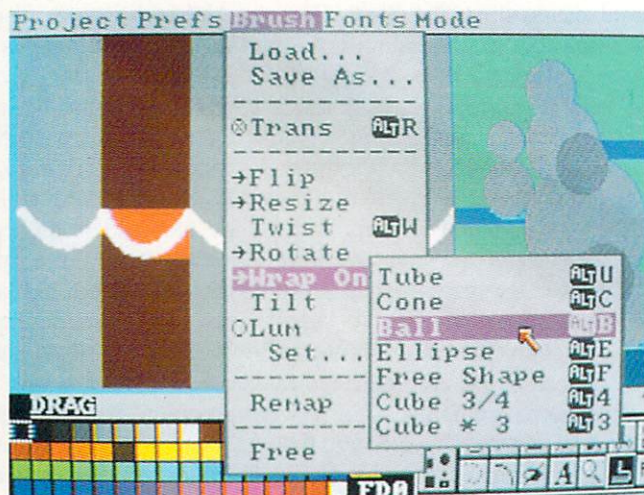 Project Prefs Brush Fonts Mode
Load...
Save As...
⊗Trans ALT R
→Flip
→Resize
Twist ALT W
→Rotate
→Wrap On
Tilt
○Lum
Set...
Remap
Free
Tube ALT U
Cone ALT C
Ball ALT B
Ellipse ALT E
Free Shape ALT F
Cube 3/4 ALT 4
Cube * 3 ALT 3
DRAG
A